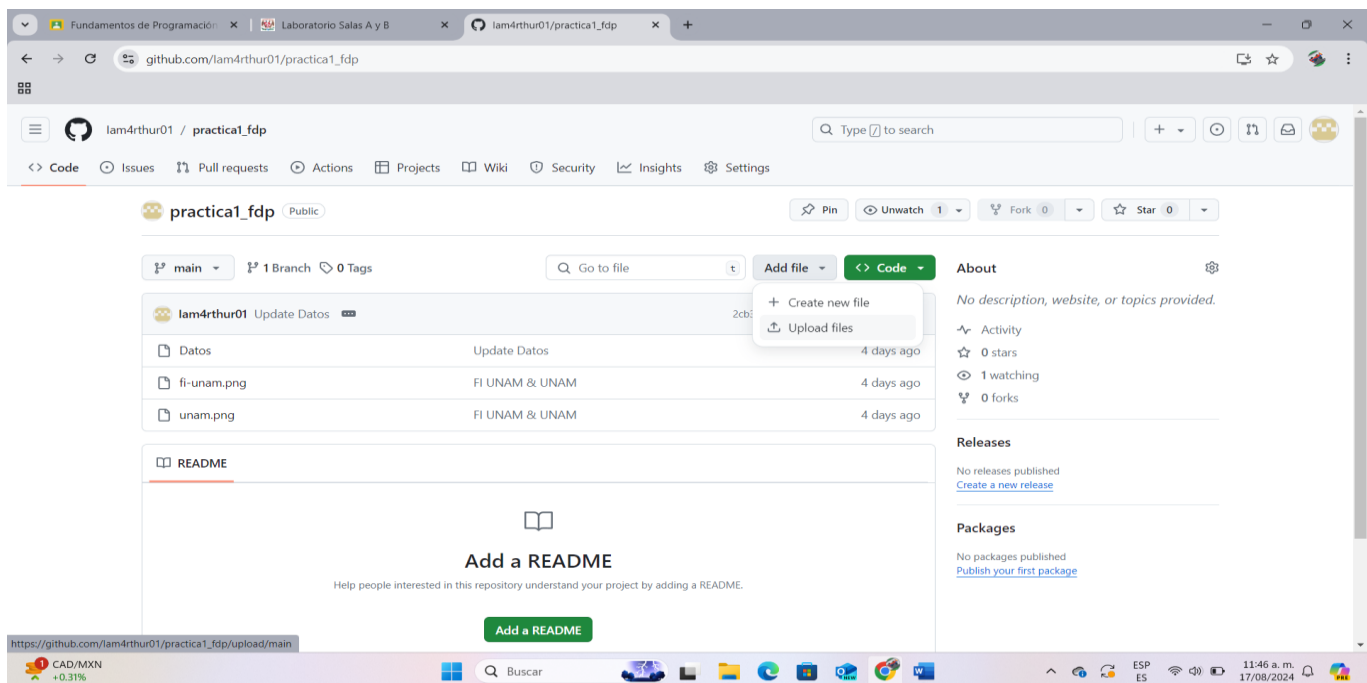 Fundamentos de Programación
Laboratorio Salas A y B
Iam4rthur01/practica1_fdp
github.com/Iam4rthur01/practica1_fdp
Iam4rthur01 / practica1_fdp
Type / to search
Code Issues Pull requests Actions Projects Wiki Security Insights Settings
practica1_fdp Public
Pin Unwatch 1 Fork 0 Star 0
main 1 Branch 0 Tags Go to file t Add file Code
Create new file
Upload files
Iam4rthur01 Update Datos
Datos Update Datos 4 days ago
fi-unam.png FI UNAM & UNAM 4 days ago
unam.png FI UNAM & UNAM 4 days ago
README
Add a README
Help people interested in this repository understand your project by adding a README.
Add a README
About
No description, website, or topics provided.
Activity
0 stars
1 watching
0 forks
Releases
No releases published
Create a new release
Packages
No packages published
Publish your first package
https://github.com/Iam4rthur01/practica1_fdp/upload/main
1 CAD/MXN
+0.31%
Buscar
ESP
ES
11:46 a. m.
17/08/2024